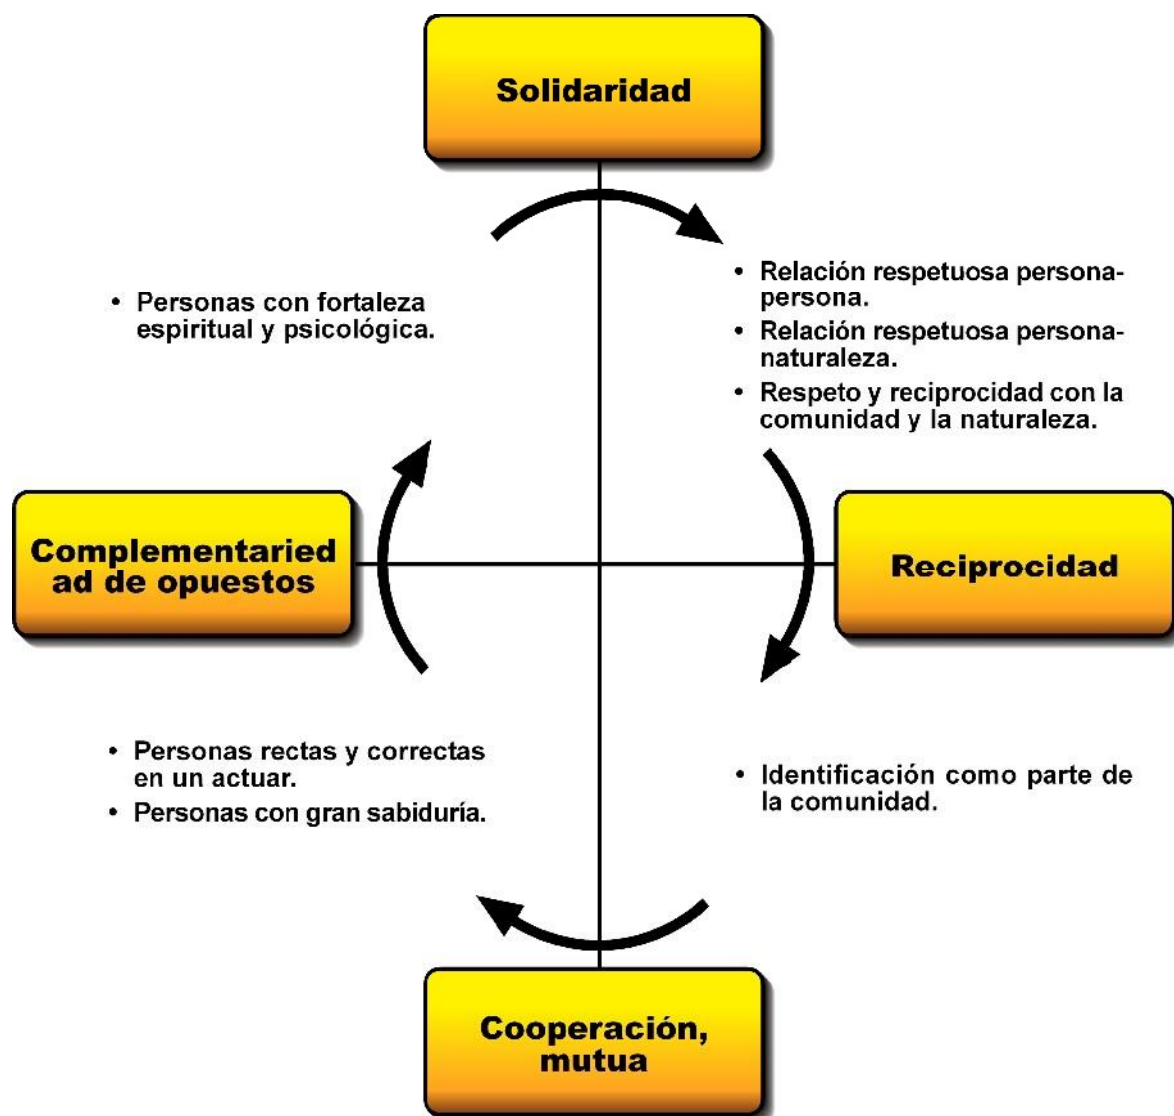 Solidaridad
• Personas con fortaleza
espiritual y psicológica.
• Relación respetuosa persona-
persona.
• Relación respetuosa persona-
naturaleza.
• Respeto y reciprocidad con la
comunidad y la naturaleza.
Complementaried
ad de opuestos
Reciprocidad
• Personas rectas y correctas
en un actuar.
• Personas con gran sabiduría.
• Identificación como parte de
la comunidad.
Cooperación,
mutua